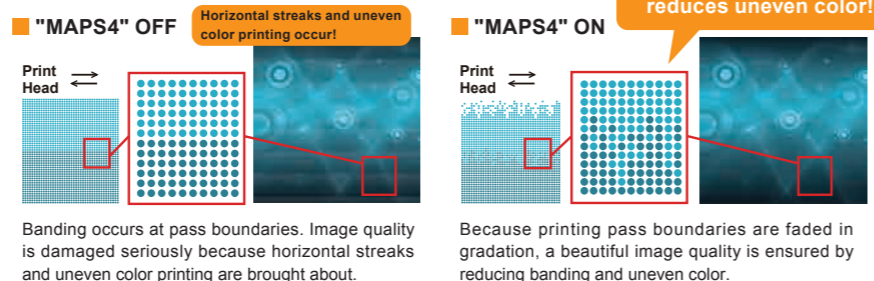 "MAPS4" OFF
Horizontal streaks and uneven
color printing occur!
Print
Head
Banding occurs at pass boundaries. Image quality
is damaged seriously because horizontal streaks
and uneven color printing are brought about.
"MAPS4" ON
reduces uneven color!
Print
Head
Because printing pass boundaries are faded in
gradation, a beautiful image quality is ensured by
reducing banding and uneven color.